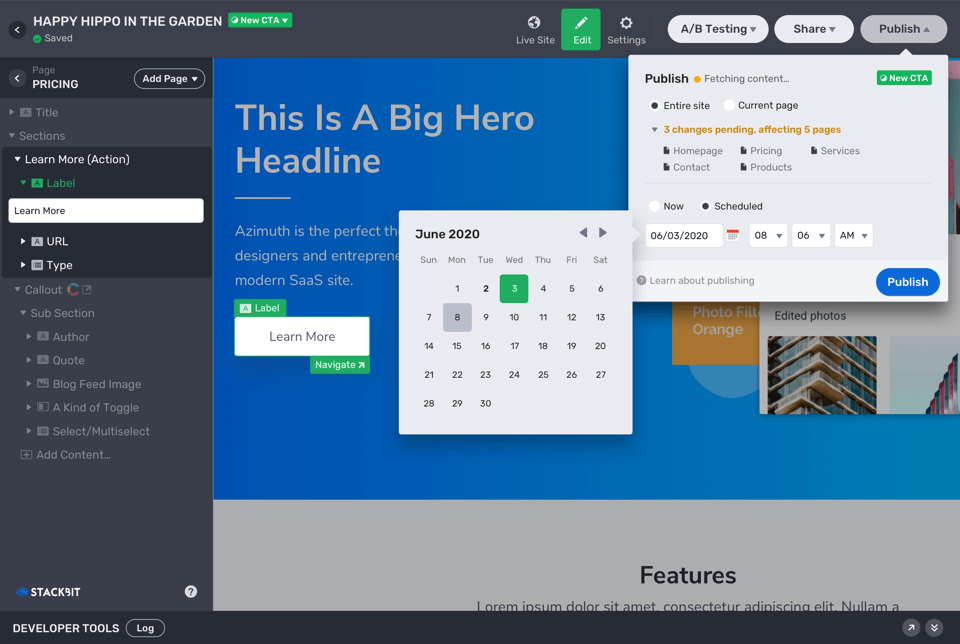 HAPPY HIPPO IN THE GARDEN
New CTA
Saved
Live Site
Edit
Settings
A/B Testing
Share
Publish
Page
PRICING
Add Page
Title
Sections
Learn More (Action)
Label
Learn More
URL
Type
Callout
Sub Section
Author
Quote
Blog Feed Image
A Kind of Toggle
Select/Multiselect
Add Content...
STACKBIT
DEVELOPER TOOLS
Log
This Is A Big Hero
Headline
Azimuth is the perfect the
designers and entreprene
modern SaaS site.
Label
Learn More
Navigate
June 2020
Sun Mon Tue Wed Thu Fri Sat
1 2 3 4 5 6
7 8 9 10 11 12 13
14 15 16 17 18 19 20
21 22 23 24 25 26 27
28 29 30
Publish
Fetching content...
New CTA
Entire site
Current page
3 changes pending, affecting 5 pages
Homepage Pricing Services
Contact Products
Now
Scheduled
06/03/2020
08
06
AM
Learn about publishing
Publish
Photo Filte
Orange
Edited photos
Features
Lorem ipsum dolor sit amet, consectetur adipiscing elit. Nullam a